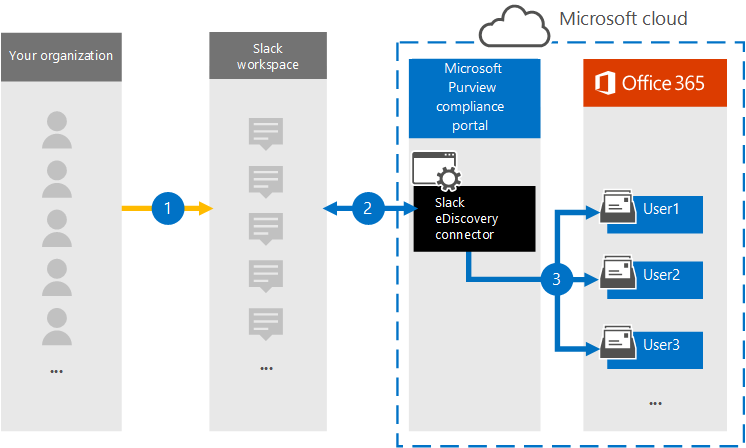 Microsoft cloud
Your organization
...
Slack
workspace
...
Microsoft
Purview
compliance
portal
Slack
eDiscovery
connector
Office 365
User1
User2
User3
...
1
2
3